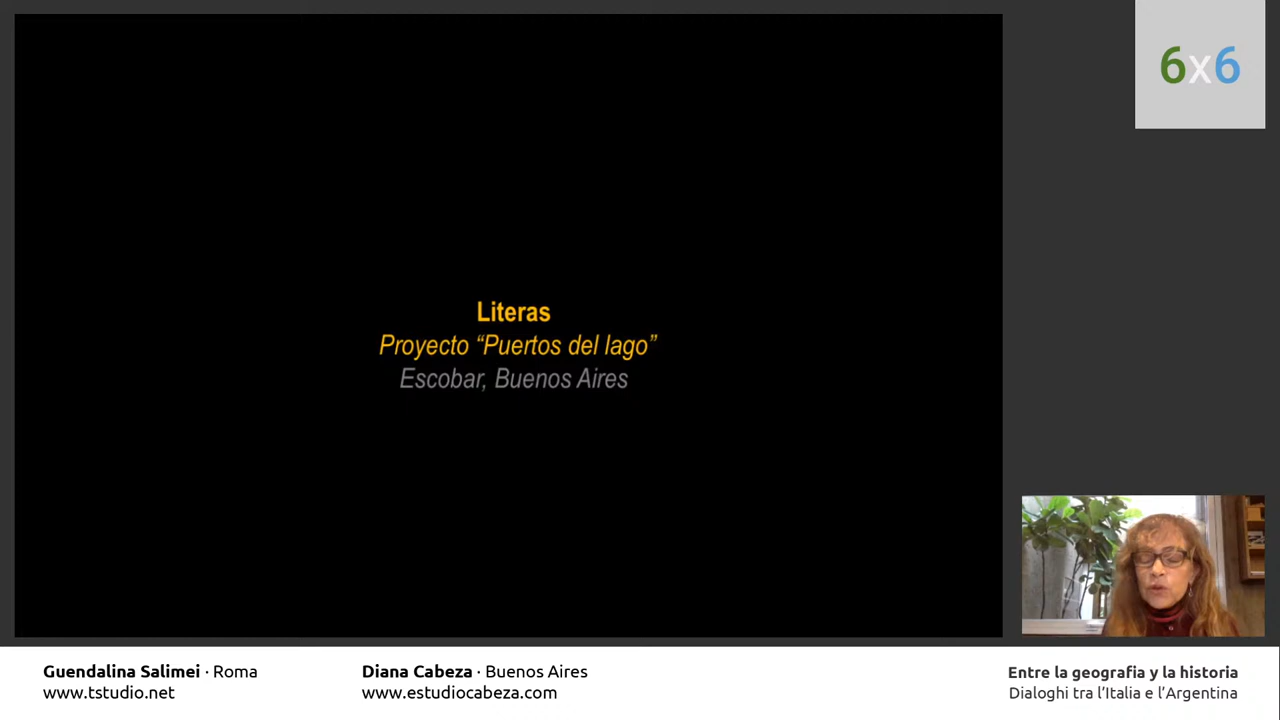 6x6
Literas
Proyecto “Puertos del lago”
Escobar, Buenos Aires
Guendalina Salimei · Roma
www.tstudio.net
Diana Cabeza · Buenos Aires
www.estudiocabeza.com
Entre la geografia y la historia
Dialoghi tra l’Italia e l’Argentina